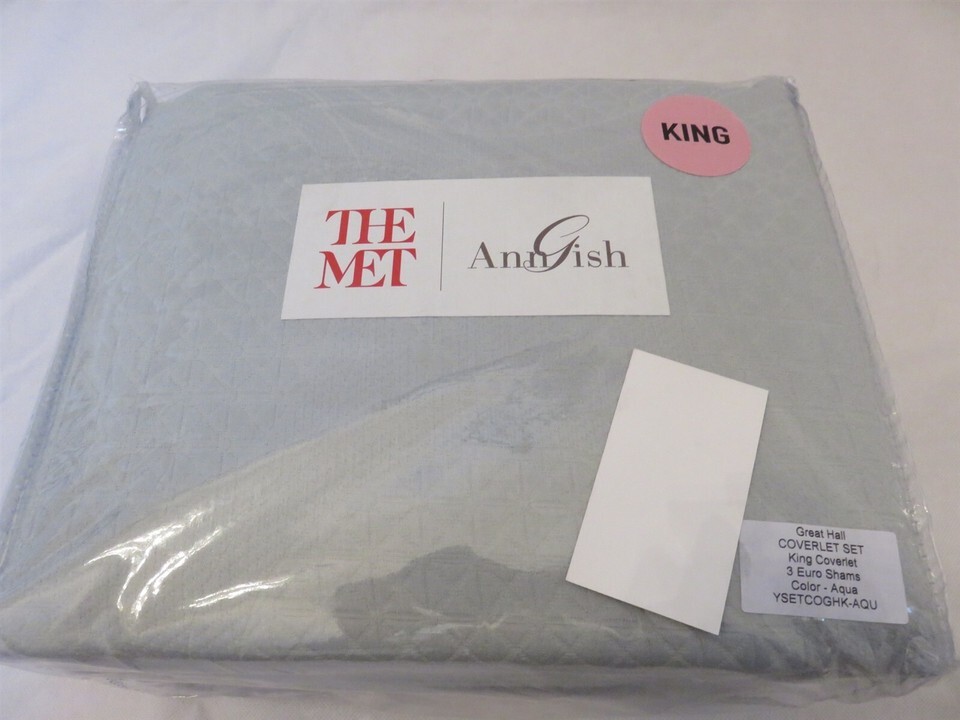 KING
THE
MET
AnnGish
Great Hall
COVERLET SET
King Coverlet
3 Euro Shams
Color - Aqua
YSETCOGHK-AQU